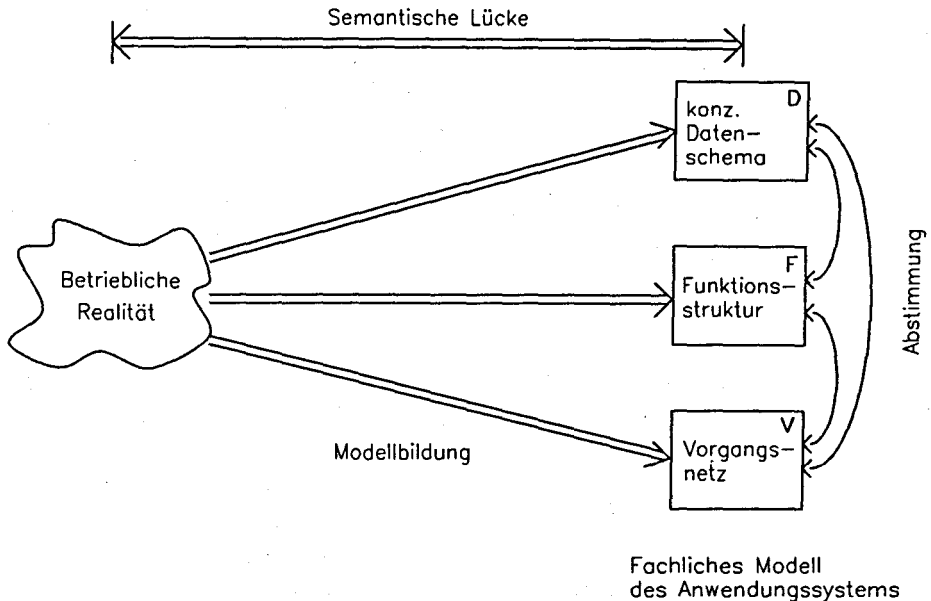 Semantische Lücke
D
konz.
Daten-
schema
Betriebliche
Realität
F
Funktions-
struktur
Abstimmung
V
Vorgangs-
netz
Modellbildung
Fachliches Modell
des Anwendungssystems